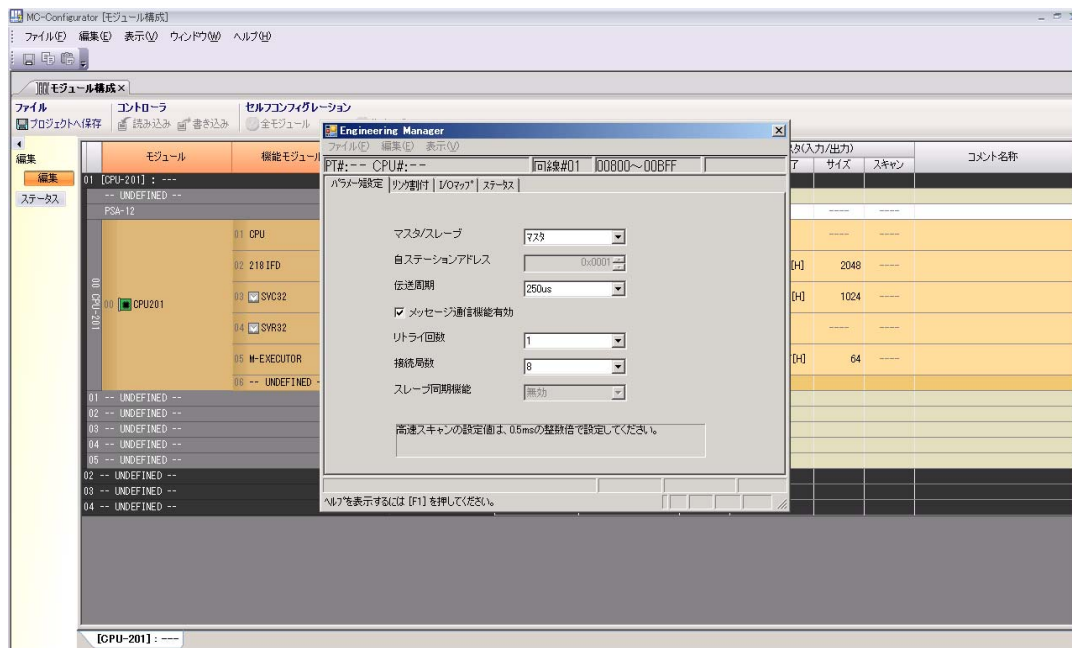 MC-Configurator [モジュール構成]
ファイル(F) 編集(E) 表示(V) ウィンドウ(W) ヘルプ(H)
モジュール構成 ×
ファイル コントローラ セルフコンフィグレーション
プロジェクトへ保存 読み込み 書き込み 全モジュール
編集
編集
ステータス
モジュール 機能モジュール スタ(入力/出力) コメント名称
了 サイズ スキャン
01 [CPU-201] : ---
-- UNDEFINED --
PSA-12 ---- ----
00 CPU-201
00 CPU201
01 CPU ---- ----
02 218IFD [H] 2048 ----
03 SVC32 [H] 1024 ----
04 SVR32 ---- ----
05 M-EXECUTOR [H] 64 ----
06 -- UNDEFINED -
01 -- UNDEFINED --
02 -- UNDEFINED --
03 -- UNDEFINED --
04 -- UNDEFINED --
05 -- UNDEFINED --
02 -- UNDEFINED --
03 -- UNDEFINED --
04 -- UNDEFINED --
[CPU-201] : ---
Engineering Manager
ファイル(F) 編集(E) 表示(V)
PT#:-- CPU#:-- 回線#01 00800~00BFF
パラメータ設定 リンク割付 I/Oマップ ステータス
マスタ/スレーブ マスタ
自ステーションアドレス 0x0001
伝送周期 250us
メッセージ通信機能有効
リトライ回数 1
接続局数 8
スレーブ同期機能 無効
高速スキャンの設定値は、0.5msの整数倍で設定してください。
ヘルプを表示するには [F1] を押してください。